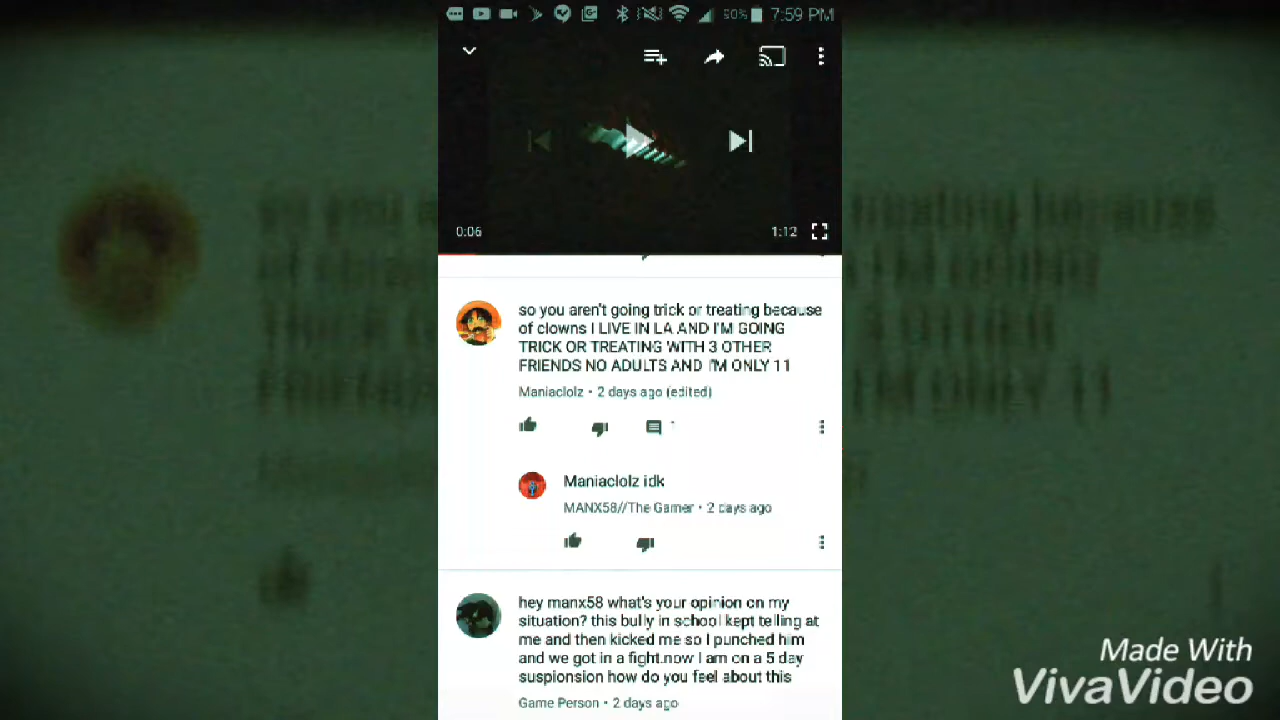 50% 7:59 PM
0:06
1:12
so you aren't going trick or treating because
of clowns I LIVE IN LA AND I'M GOING
TRICK OR TREATING WITH 3 OTHER
FRIENDS NO ADULTS AND I'M ONLY 11
Maniaclolz • 2 days ago (edited)
Maniaclolz idk
MANX58//The Gamer • 2 days ago
hey manx58 what's your opinion on my
situation? this bully in school kept telling at
me and then kicked me so I punched him
and we got in a fight.now I am on a 5 day
suspionsion how do you feel about this
Game Person • 2 days ago
Made With
VivaVideo